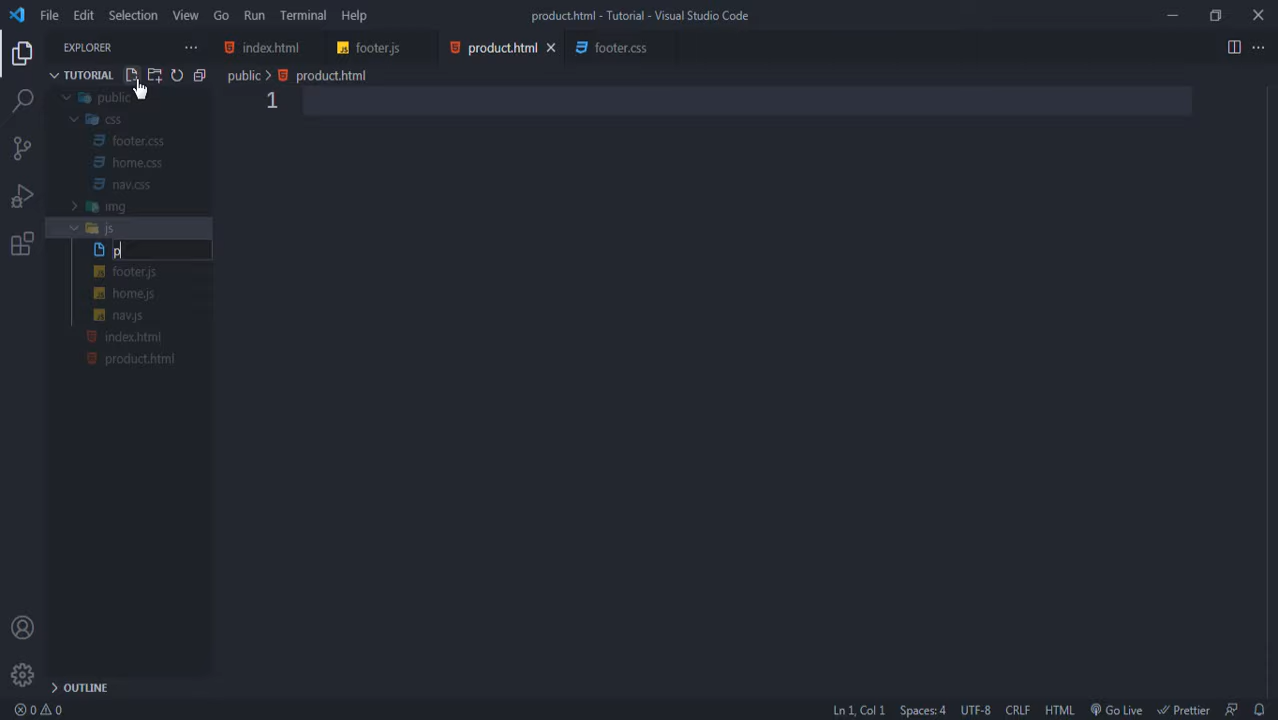 File Edit Selection View Go Run Terminal Help product.html - Tutorial - Visual Studio Code
EXPLORER ... index.html footer.js product.html footer.css
TUTORIAL
public > product.html
public
1
css
footer.css
home.css
nav.css
img
js
p
footer.js
home.js
nav.js
index.html
product.html
OUTLINE
0 0 Ln 1, Col 1 Spaces: 4 UTF-8 CRLF HTML Go Live Prettier